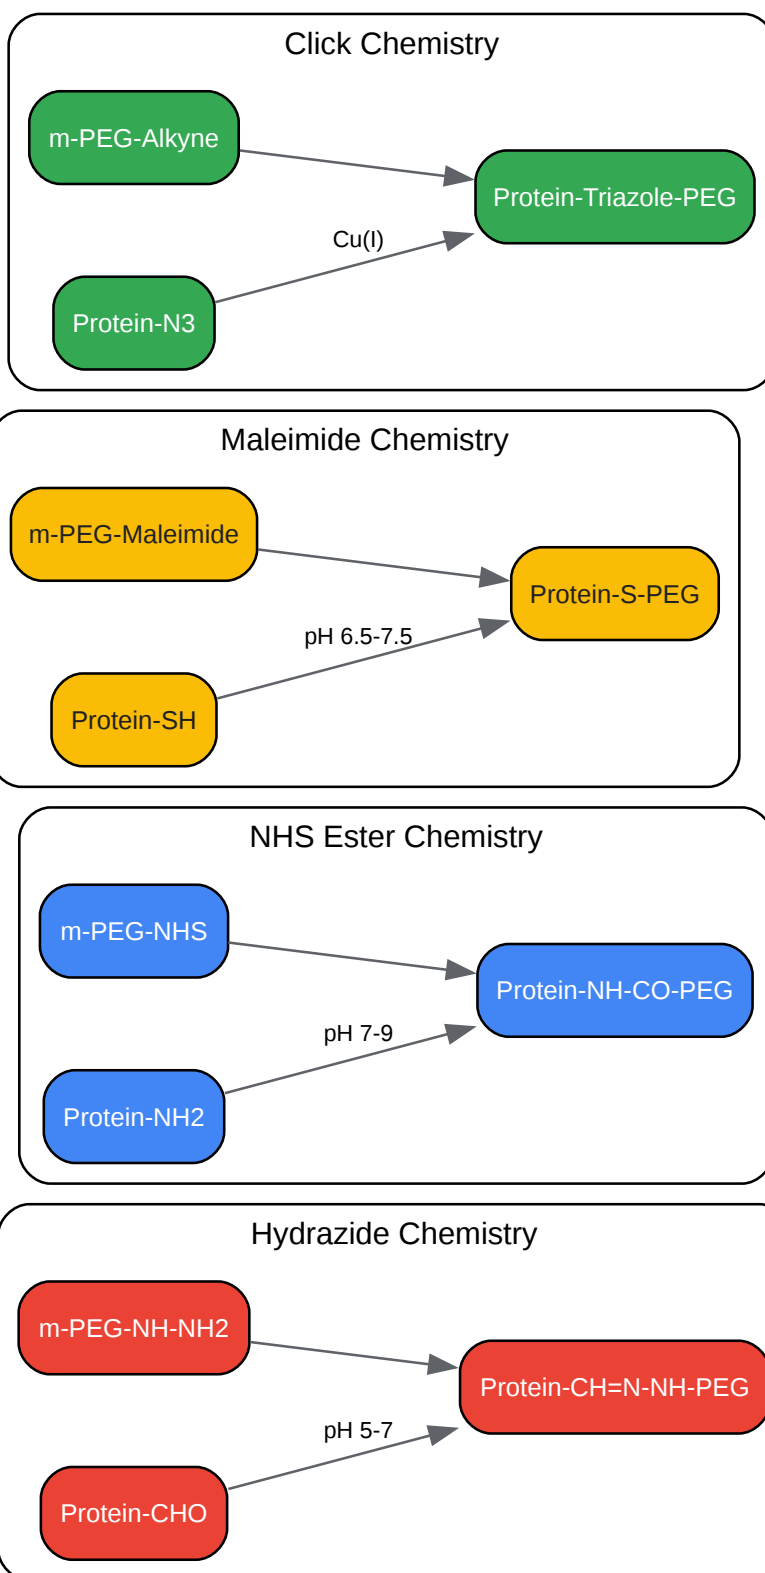 Click Chemistry
m-PEG-Alkyne
Protein-Triazole-PEG
Cu(I)
Protein-N3
Maleimide Chemistry
m-PEG-Maleimide
Protein-S-PEG
pH 6.5-7.5
Protein-SH
NHS Ester Chemistry
m-PEG-NHS
Protein-NH-CO-PEG
pH 7-9
Protein-NH2
Hydrazide Chemistry
m-PEG-NH-NH2
Protein-CH=N-NH-PEG
pH 5-7
Protein-CHO